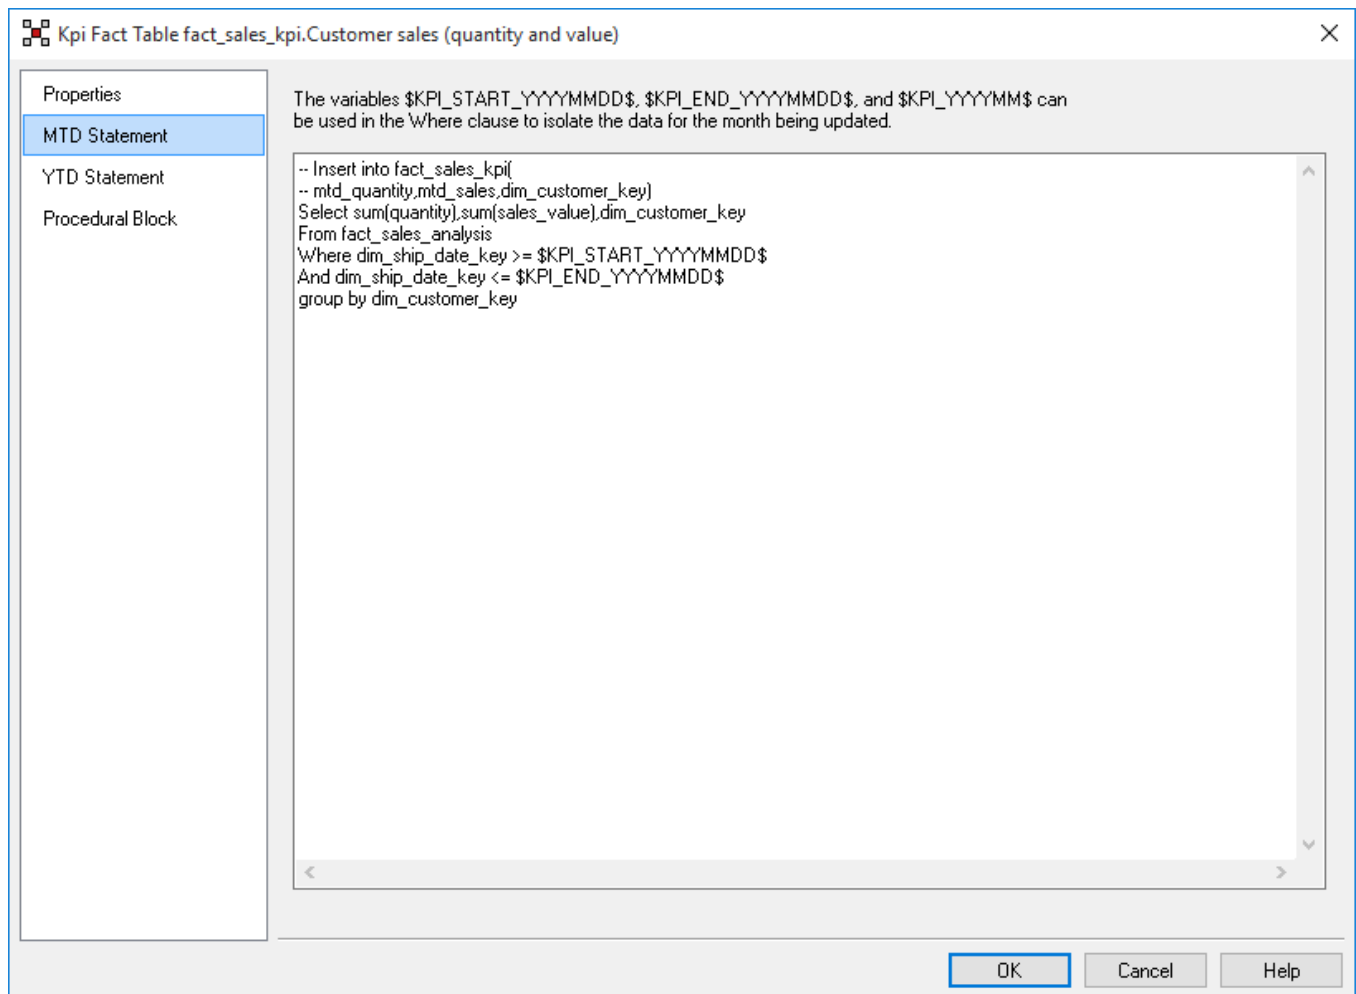 Kpi Fact Table fact_sales_kpi.Customer sales (quantity and value)
Properties
MTD Statement
YTD Statement
Procedural Block
The variables $KPI_START_YYYYMMDD$, $KPI_END_YYYYMMDD$, and $KPI_YYYYMM$ can
be used in the Where clause to isolate the data for the month being updated.
-- Insert into fact_sales_kpi(
-- mtd_quantity,mtd_sales,dim_customer_key)
Select sum(quantity),sum(sales_value),dim_customer_key
From fact_sales_analysis
Where dim_ship_date_key >= $KPI_START_YYYYMMDD$
And dim_ship_date_key <= $KPI_END_YYYYMMDD$
group by dim_customer_key
OK
Cancel
Help